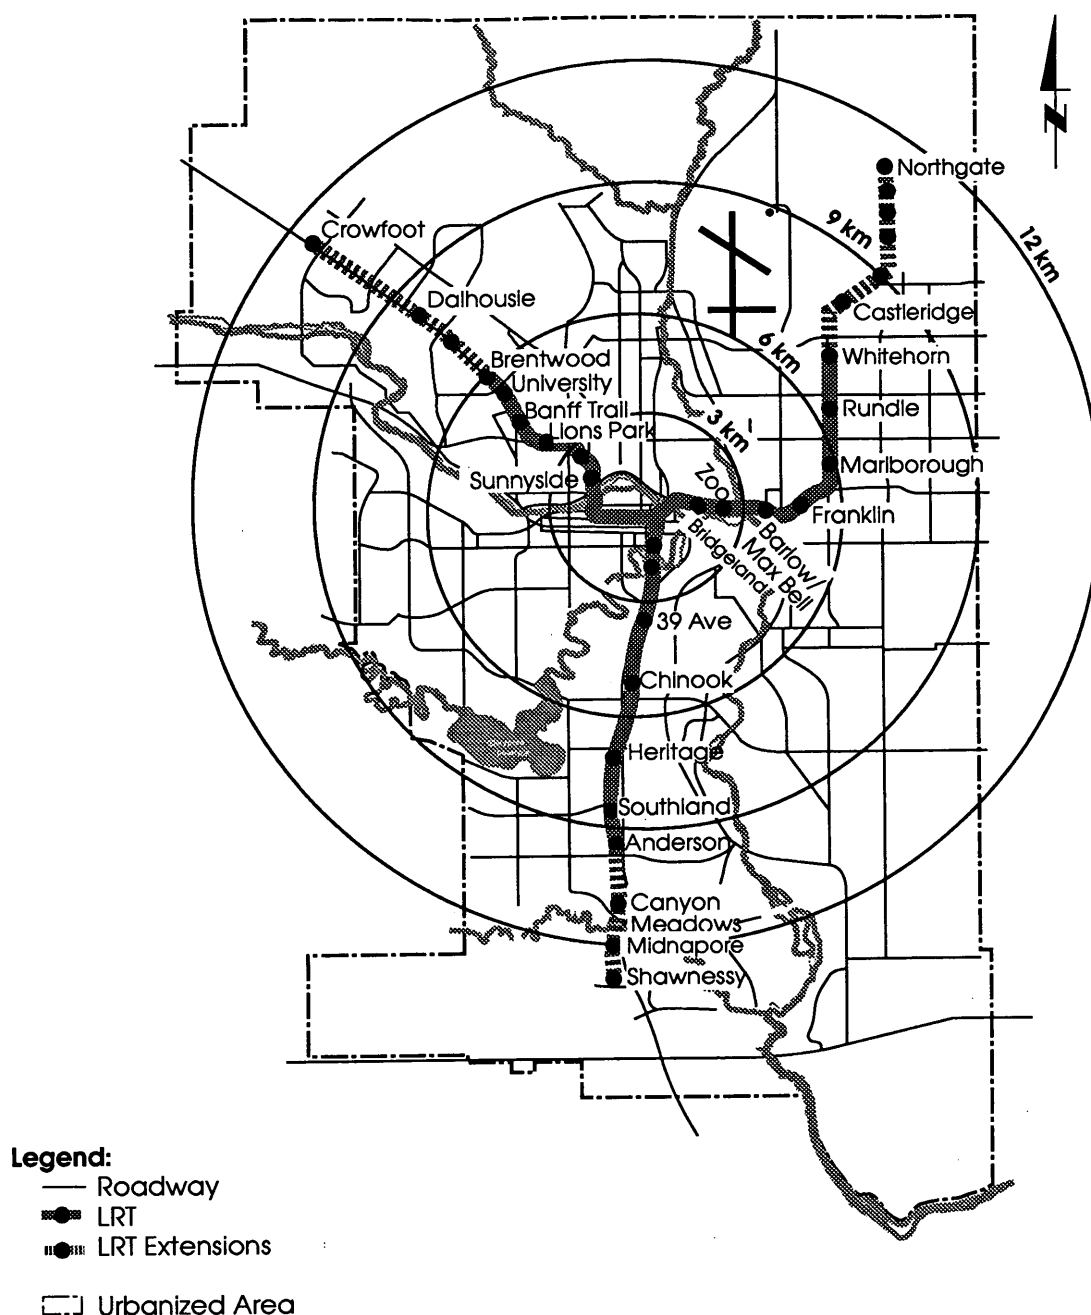 N
Northgate
9 km
12 km
Crowfoot
Dalhousie
Castleridge
6 km
Whitehorn
Brentwood
University
Banff Trail
Lions Park
Rundle
3 km
Marlborough
Sunnyside
Zoo
Franklin
Bridgeland
Barlow/
Max Bell
39 Ave
Chinook
Heritage
Southland
Anderson
Canyon
Meadows
Midnapore
Shawnessy
Legend:
Roadway
LRT
LRT Extensions
Urbanized Area